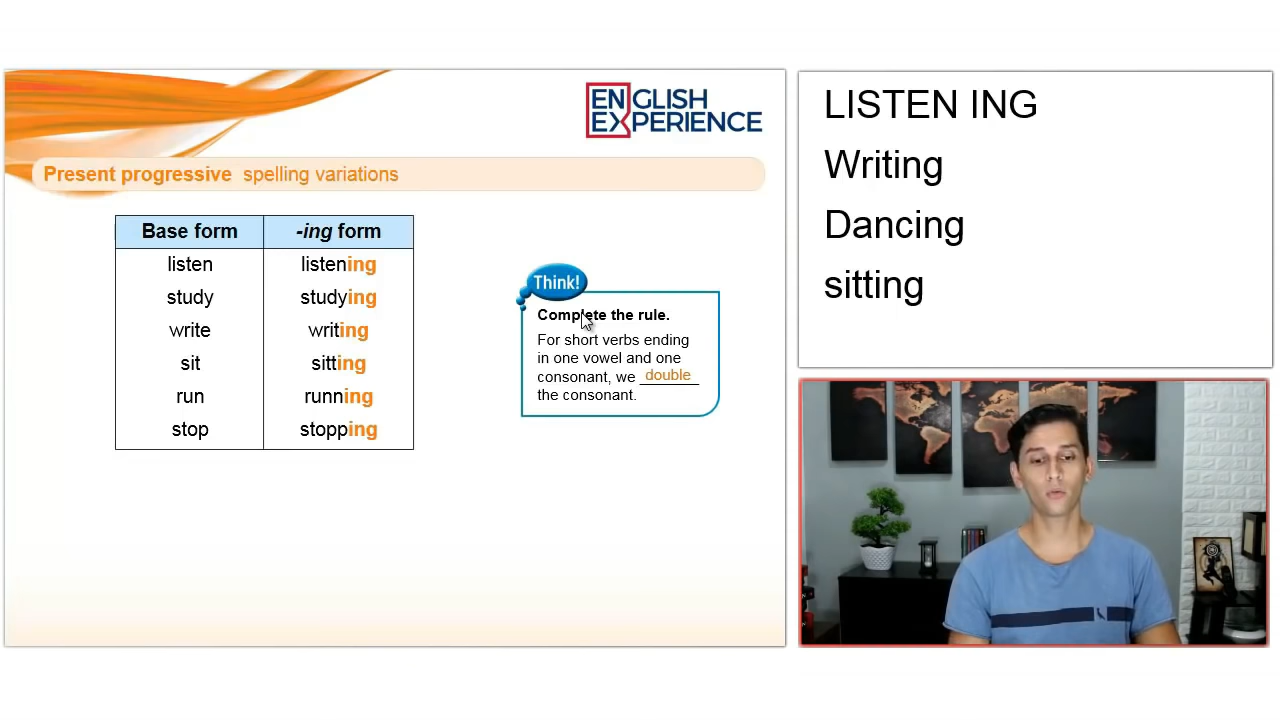 ENGLISH
EXPERIENCE
Present progressive spelling variations
Base form -ing form
listen listening
study studying
write writing
sit sitting
run running
stop stopping
Think!
Complete the rule.
For short verbs ending
in one vowel and one
consonant, we double
the consonant.
LISTEN ING
Writing
Dancing
sitting